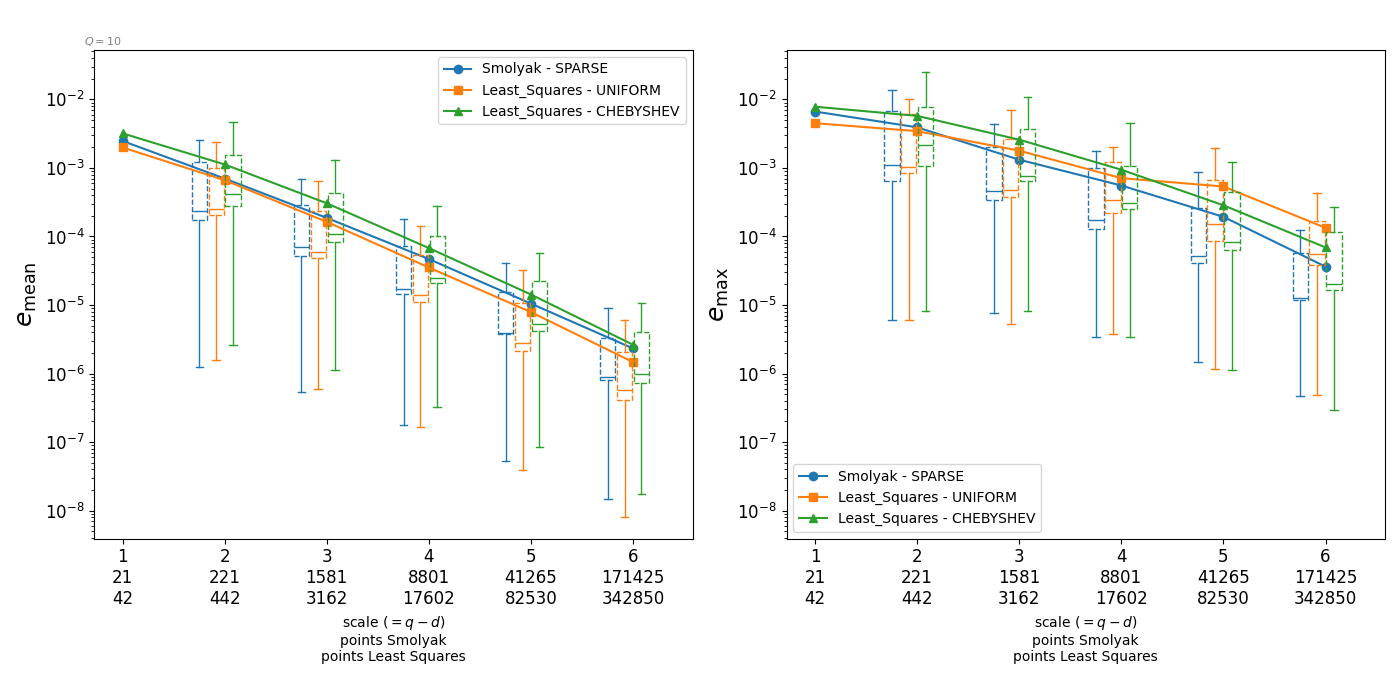 Q = 10
Smolyak - SPARSE
Least_Squares - UNIFORM
Least_Squares - CHEBYSHEV
10⁻²
10⁻³
10⁻⁴
10⁻⁵
10⁻⁶
10⁻⁷
10⁻⁸
e_mean
1 2 3 4 5 6
21 221 1581 8801 41265 171425
42 442 3162 17602 82530 342850
scale (= q − d)
points Smolyak
points Least Squares
10⁻²
10⁻³
10⁻⁴
10⁻⁵
10⁻⁶
10⁻⁷
10⁻⁸
e_max
Smolyak - SPARSE
Least_Squares - UNIFORM
Least_Squares - CHEBYSHEV
1 2 3 4 5 6
21 221 1581 8801 41265 171425
42 442 3162 17602 82530 342850
scale (= q − d)
points Smolyak
points Least Squares